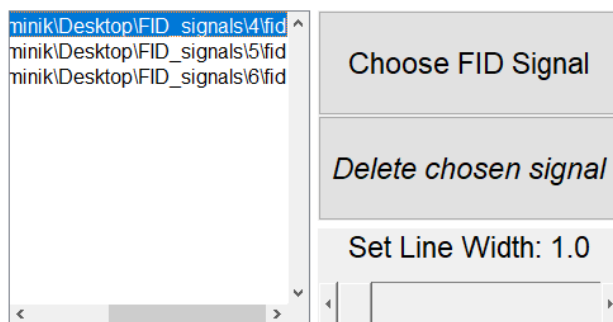 minik\Desktop\FID_signals\4\fid
minik\Desktop\FID_signals\5\fid
minik\Desktop\FID_signals\6\fid
Choose FID Signal
Delete chosen signal
Set Line Width: 1.0